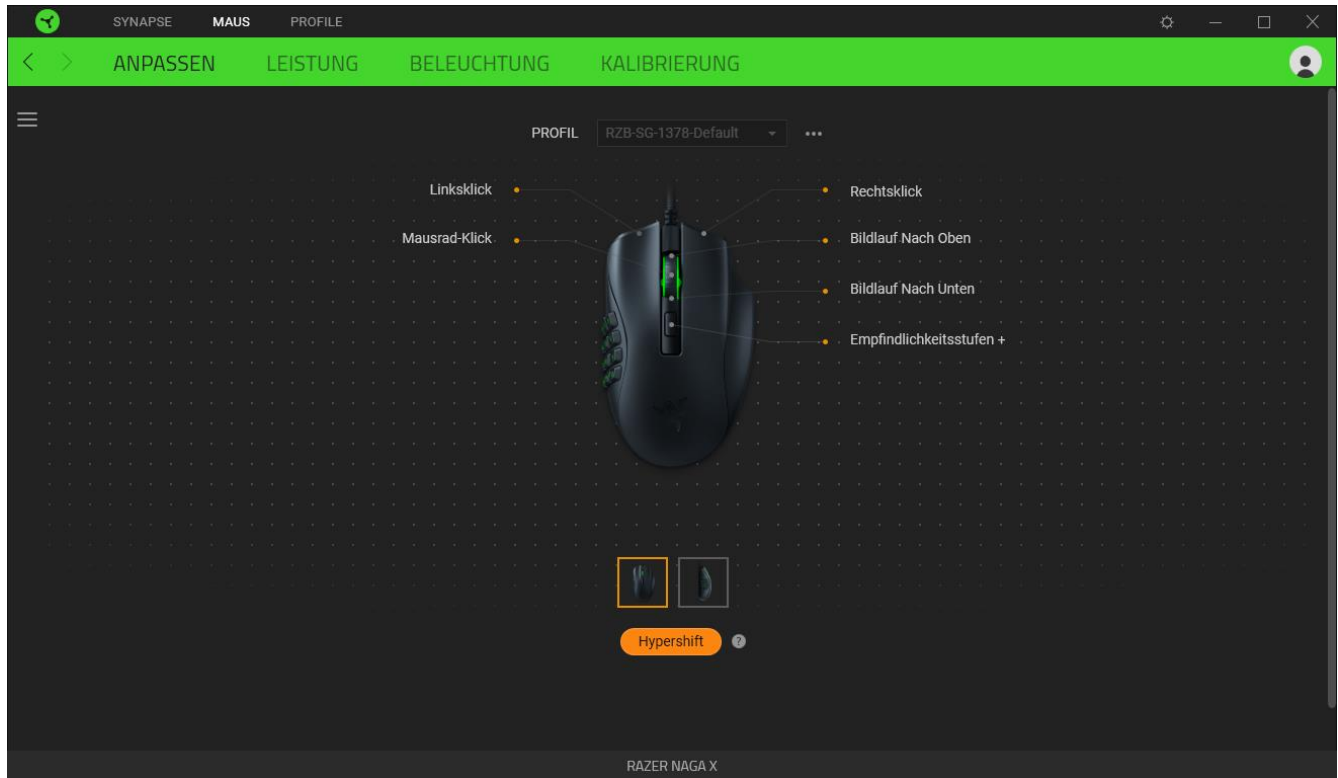 SYNAPSE MAUS PROFILE
ANPASSEN LEISTUNG BELEUCHTUNG KALIBRIERUNG
PROFIL RZB-SG-1378-Default
Linksklick Rechtsklick
Mausrad-Klick Bildlauf Nach Oben
Bildlauf Nach Unten
Empfindlichkeitsstufen +
Hypershift ?
RAZER NAGA X